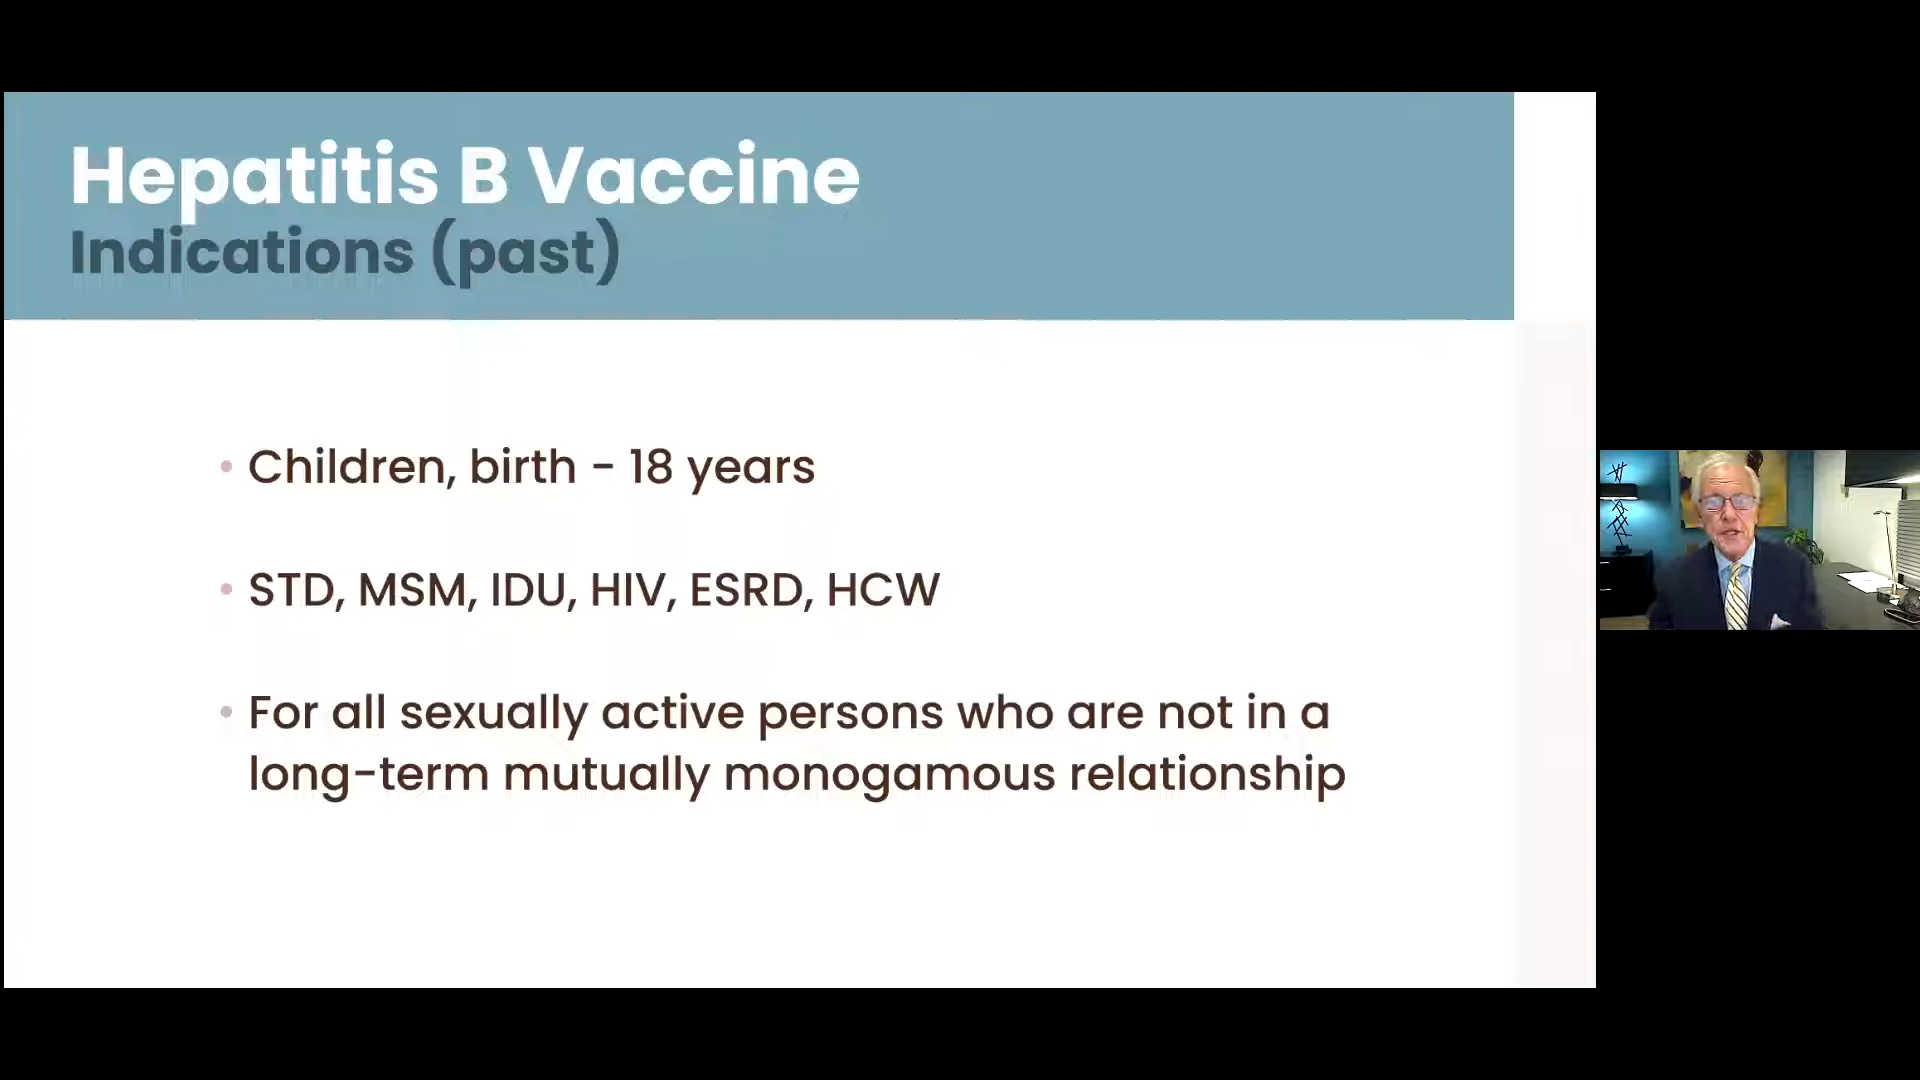 Hepatitis B Vaccine
Indications (past)
• Children, birth - 18 years
• STD, MSM, IDU, HIV, ESRD, HCW
• For all sexually active persons who are not in a
long-term mutually monogamous relationship